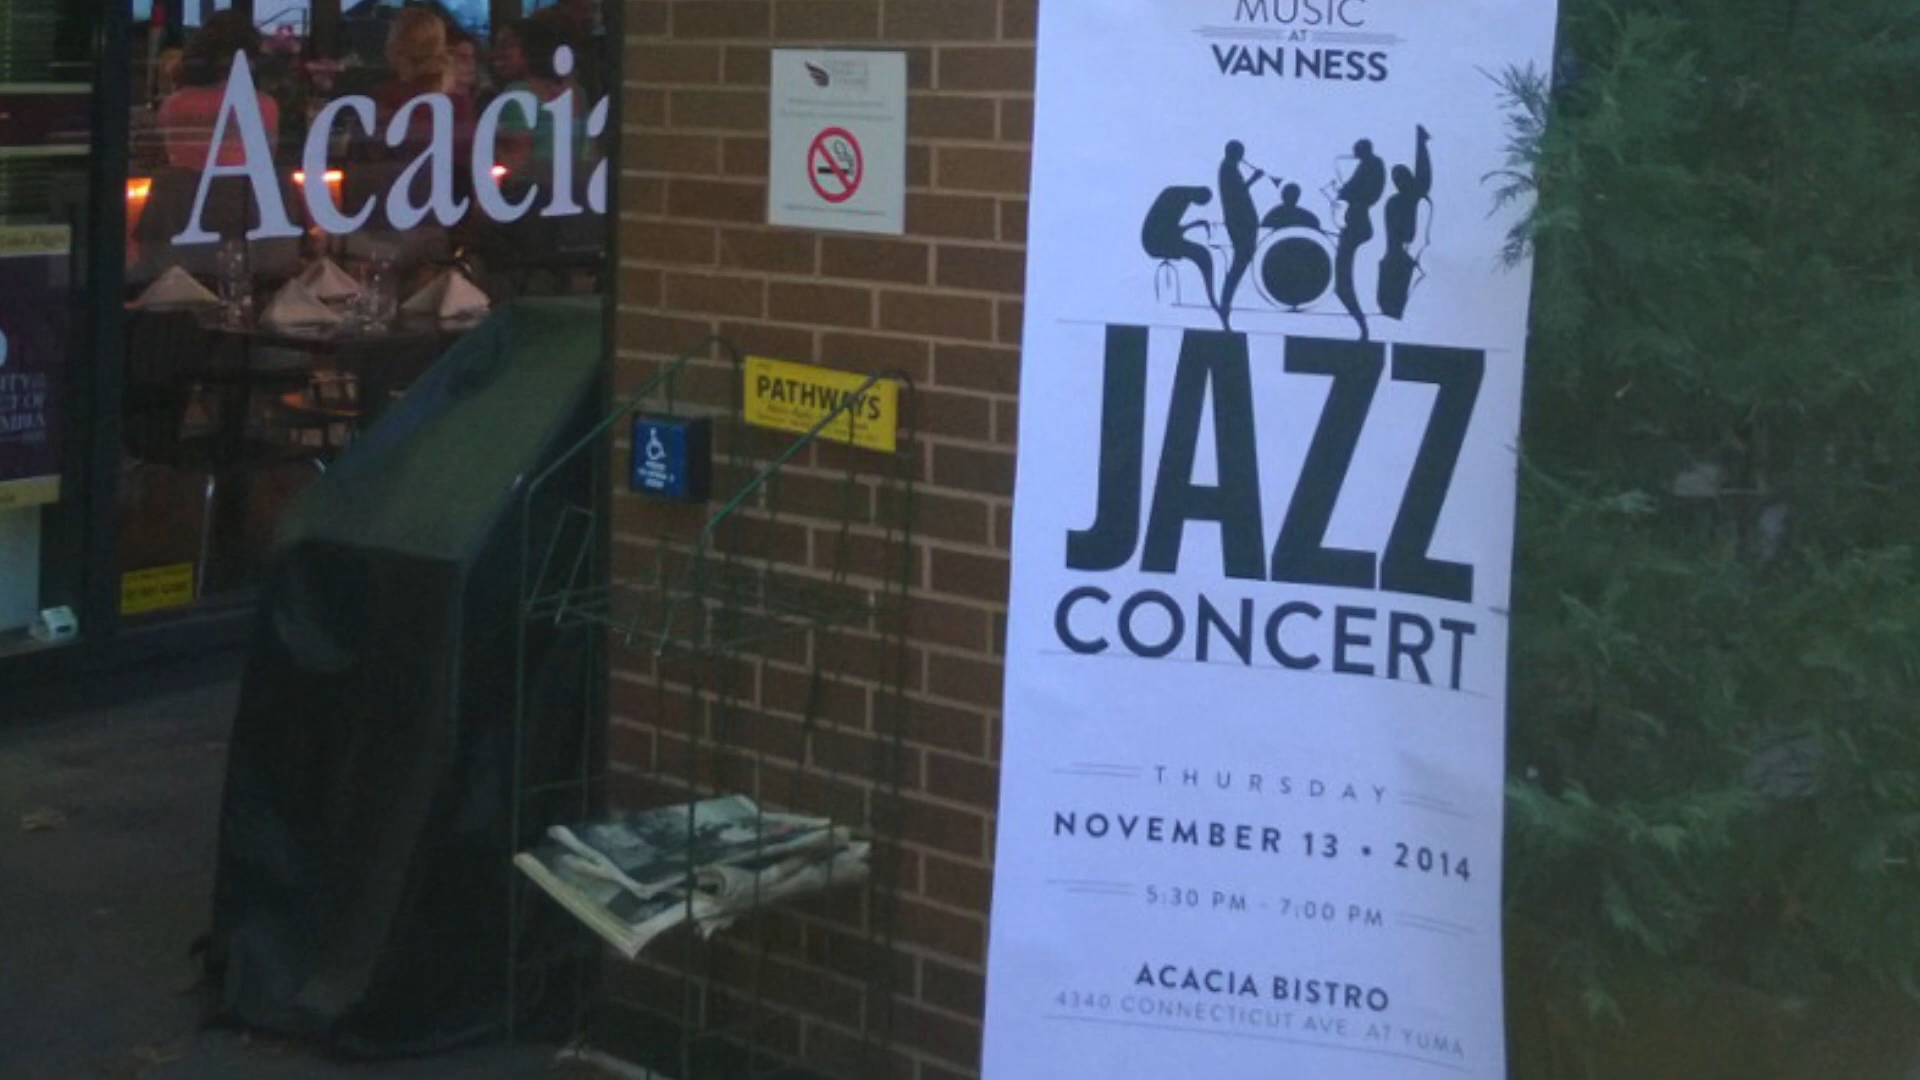 Acacia
PATHWAYS
MUSIC
AT
VAN NESS
JAZZ
CONCERT
THURSDAY
NOVEMBER 13 • 2014
5:30 PM - 7:00 PM
ACACIA BISTRO
4340 CONNECTICUT AVE AT YUMA